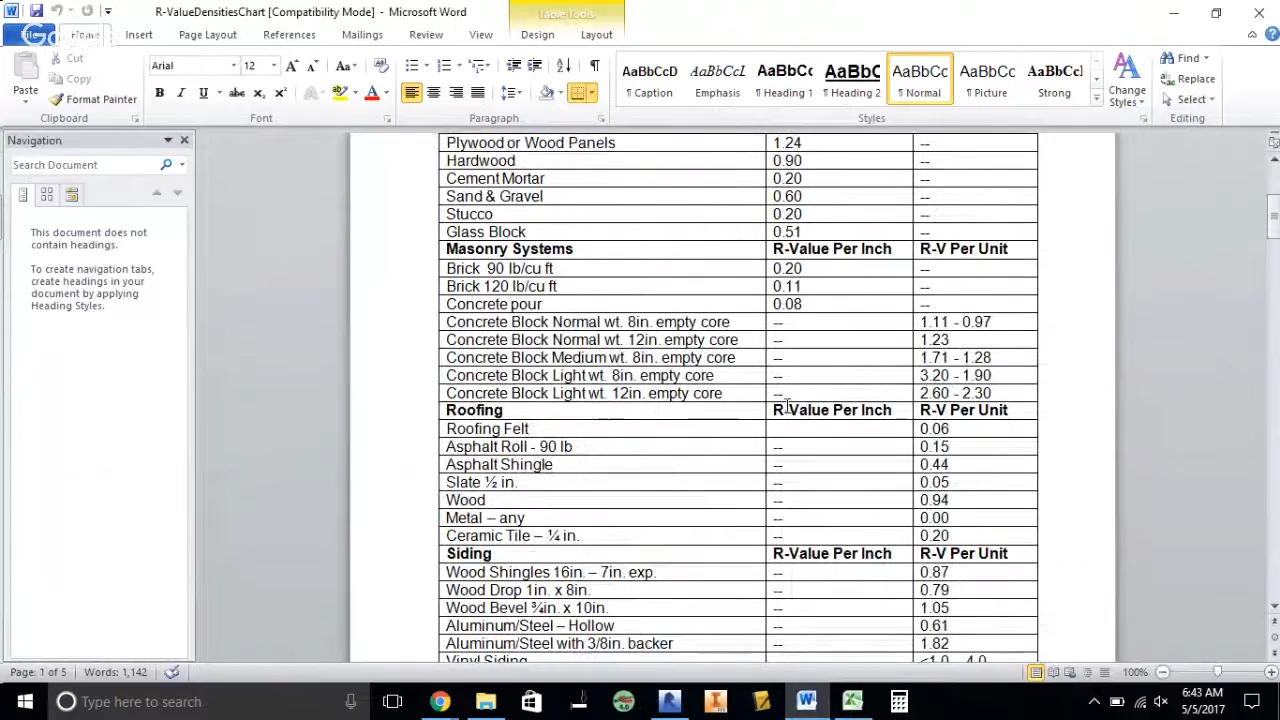 R-ValueDensitiesChart [Compatibility Mode] - Microsoft Word
Table Tools
File Home Insert Page Layout References Mailings Review View Design Layout
Paste Cut Copy Format Painter
Arial 12
AaBbCcD AaBbCcI AaBbCc AaBbC AaBbCc AaBbCc AaBbCcl
¶ Caption Emphasis ¶ Heading 1 ¶ Heading 2 ¶ Normal ¶ Picture Strong
Change Styles
Find Replace Select
Clipboard Font Paragraph Styles Editing
Navigation
Search Document
This document does not
contain headings.
To create navigation tabs,
create headings in your
document by applying
Heading Styles.
Plywood or Wood Panels 1.24 --
Hardwood 0.90 --
Cement Mortar 0.20 --
Sand & Gravel 0.60 --
Stucco 0.20 --
Glass Block 0.51 --
Masonry Systems R-Value Per Inch R-V Per Unit
Brick 90 lb/cu ft 0.20 --
Brick 120 lb/cu ft 0.11 --
Concrete pour 0.08 --
Concrete Block Normal wt. 8in. empty core -- 1.11 - 0.97
Concrete Block Normal wt. 12in. empty core -- 1.23
Concrete Block Medium wt. 8in. empty core -- 1.71 - 1.28
Concrete Block Light wt. 8in. empty core -- 3.20 - 1.90
Concrete Block Light wt. 12in. empty core -- 2.60 - 2.30
Roofing R-Value Per Inch R-V Per Unit
Roofing Felt 0.06
Asphalt Roll - 90 lb -- 0.15
Asphalt Shingle -- 0.44
Slate ½ in. -- 0.05
Wood -- 0.94
Metal – any -- 0.00
Ceramic Tile – ¼ in. -- 0.20
Siding R-Value Per Inch R-V Per Unit
Wood Shingles 16in. – 7in. exp. -- 0.87
Wood Drop 1in. x 8in. -- 0.79
Wood Bevel ¾in. x 10in. -- 1.05
Aluminum/Steel – Hollow -- 0.61
Aluminum/Steel with 3/8in. backer -- 1.82
Vinyl Siding -- <1.0 – 4.0
Page: 1 of 5 Words: 1,142 100%
Type here to search
6:43 AM
5/5/2017